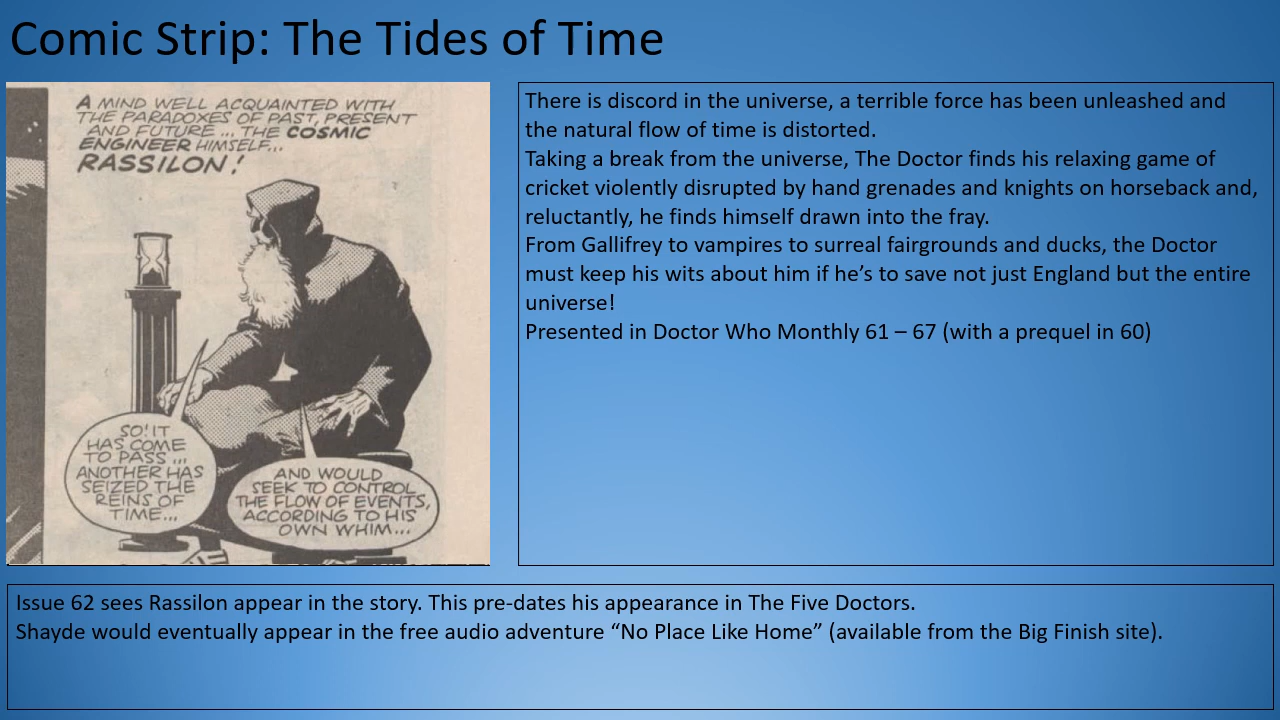 Comic Strip: The Tides of Time
A MIND WELL ACQUAINTED WITH
THE PARADOXES OF PAST, PRESENT
AND FUTURE ... THE COSMIC
ENGINEER HIMSELF...
RASSILON!
SO! IT
HAS COME
TO PASS ...
ANOTHER HAS
SEIZED THE
REINS OF
TIME...
AND WOULD
SEEK TO CONTROL
THE FLOW OF EVENTS,
ACCORDING TO HIS
OWN WHIM...
There is discord in the universe, a terrible force has been unleashed and
the natural flow of time is distorted.
Taking a break from the universe, The Doctor finds his relaxing game of
cricket violently disrupted by hand grenades and knights on horseback and,
reluctantly, he finds himself drawn into the fray.
From Gallifrey to vampires to surreal fairgrounds and ducks, the Doctor
must keep his wits about him if he’s to save not just England but the entire
universe!
Presented in Doctor Who Monthly 61 – 67 (with a prequel in 60)
Issue 62 sees Rassilon appear in the story. This pre-dates his appearance in The Five Doctors.
Shayde would eventually appear in the free audio adventure “No Place Like Home” (available from the Big Finish site).